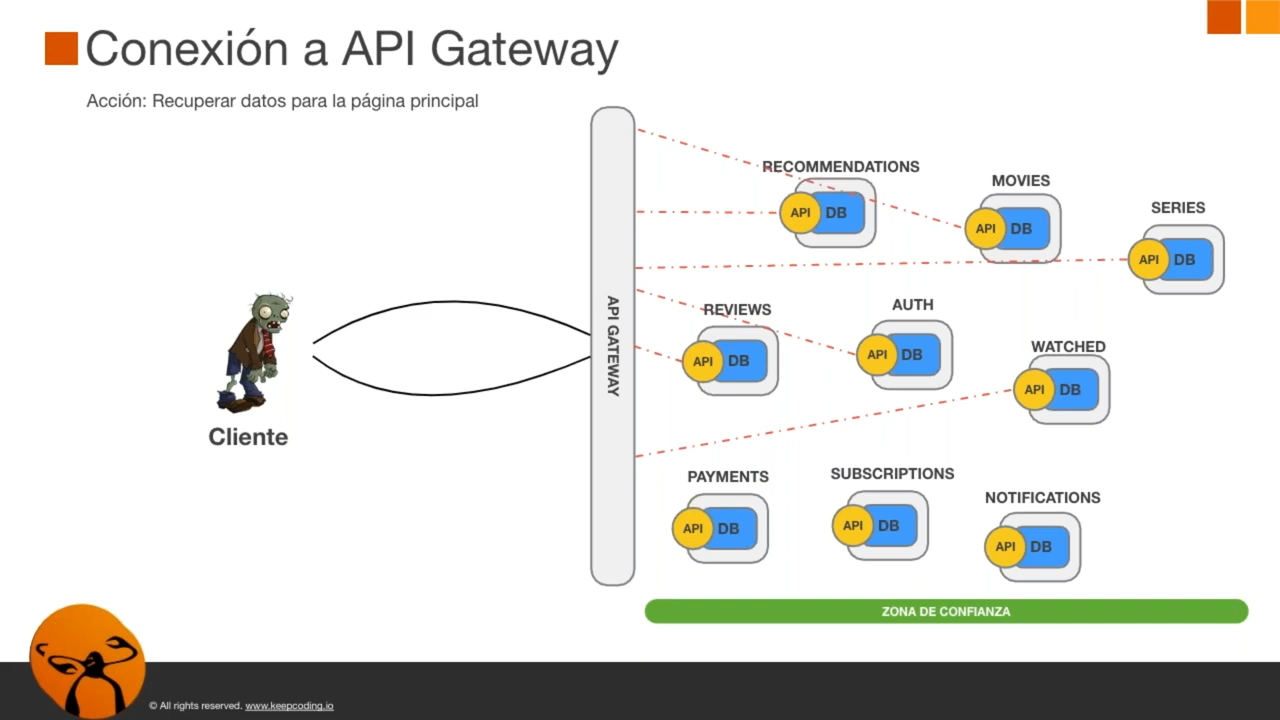 Conexión a API Gateway
Acción: Recuperar datos para la página principal
RECOMMENDATIONS
API DB
MOVIES
API DB
SERIES
API DB
API GATEWAY
REVIEWS
API DB
AUTH
API DB
WATCHED
API DB
Cliente
PAYMENTS
API DB
SUBSCRIPTIONS
API DB
NOTIFICATIONS
API DB
ZONA DE CONFIANZA
© All rights reserved. www.keepcoding.io